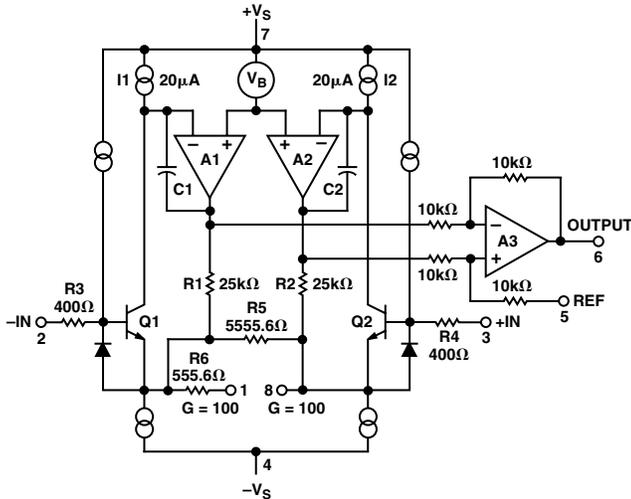 +VS
7
I1
20µA
VB
20µA
I2
–
+
+
–
A1
A2
C1
C2
10kΩ
10kΩ
–
A3
+
OUTPUT
6
10kΩ
10kΩ
REF
5
R1
25kΩ
R2
25kΩ
R3
400Ω
–IN
2
Q1
R5
5555.6Ω
Q2
+IN
3
R4
400Ω
R6
555.6Ω
1
G = 100
8
G = 100
4
–VS